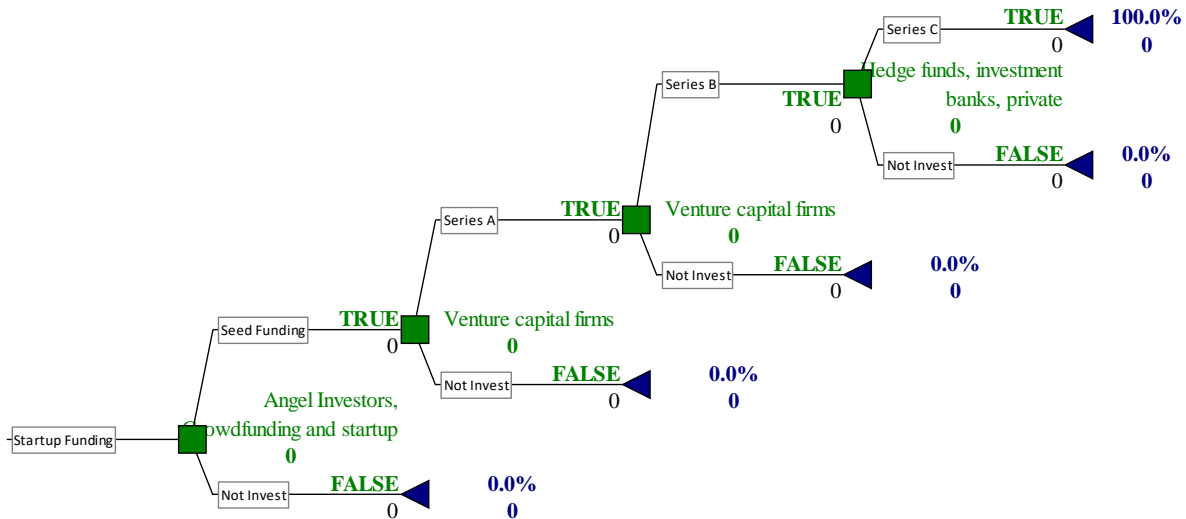 Series C
TRUE
0
100.0%
0
Hedge funds, investment
banks, private
0
Series B
TRUE
0
Not Invest
FALSE
0
0.0%
0
Series A
TRUE
0
Venture capital firms
0
Not Invest
FALSE
0
0.0%
0
Seed Funding
TRUE
0
Venture capital firms
0
Not Invest
FALSE
0
0.0%
0
Startup Funding
Angel Investors,
Crowdfunding and startup
0
Not Invest
FALSE
0
0.0%
0